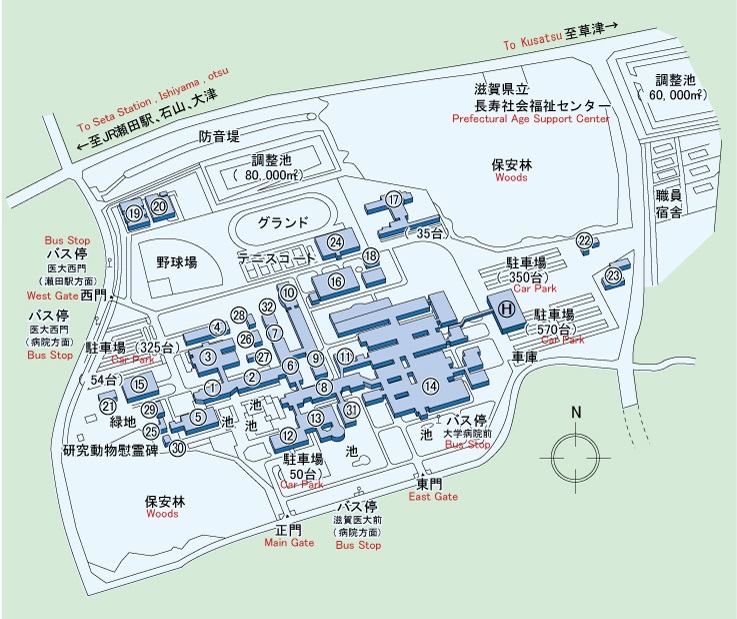 To Kusatsu 至草津→
To Seta Station , Ishiyama , otsu
←至JR瀬田駅、石山、大津
滋賀県立
長寿社会福祉センター
Prefectural Age Support Center
調整池
( 60,000㎡)
防音堤
調整池
( 80,000㎡)
保安林
Woods
職員
宿舎
⑰
⑲
⑳
グランド
(35台)
Bus Stop
バス停
医大西門
(瀬田駅方面)
West Gate 西門
野球場
テニスコート
㉔
⑱
⑯
㉒
㉓
駐車場
(350台)
Car Park
バス停
医大西門
(病院方面)
Bus Stop
⑩
㉜
㉘
④
㉖
⑦
Ⓗ
駐車場
(570台)
Car Park
駐車場 (325台)
Car Park
③
㉗
⑥
⑨
⑪
車庫
(54台)
⑮
①
②
⑧
⑭
㉑
㉙
緑地
⑤
池
池
池
⑬
㉛
㉕
研究動物慰霊碑
㉚
⑫
池
池
バス停
大学病院前
Bus Stop
駐車場
50台)
Car Park
N
保安林
Woods
東門
East Gate
正門
Main Gate
バス停
滋賀医大前
(病院方面)
Bus Stop